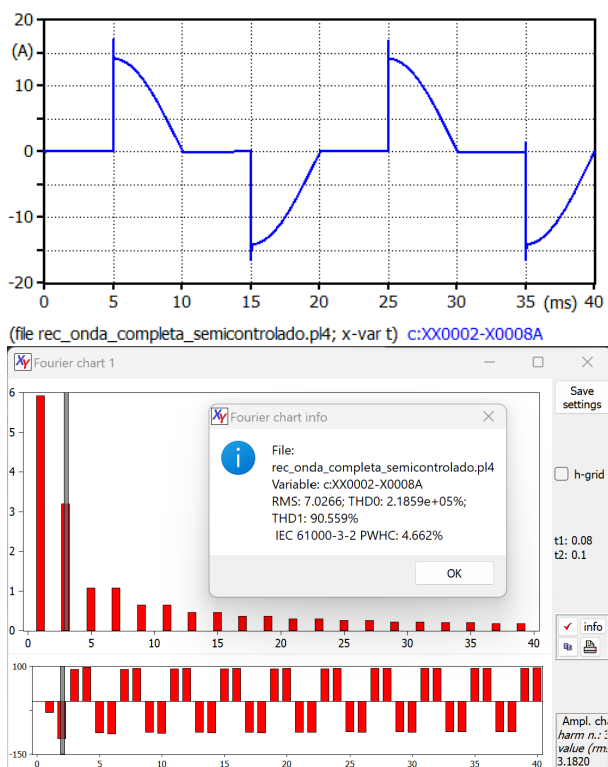 20
(A)
10
0
-10
-20
0 5 10 15 20 25 30 35 (ms) 40
(file rec_onda_completa_semicontrolado.pl4; x-var t) c:XX0002-X0008A
Fourier chart 1
Save
settings
6
5
4
3
2
1
0
h-grid
t1: 0.08
t2: 0.1
Fourier chart info
File:
rec_onda_completa_semicontrolado.pl4
Variable: c:XX0002-X0008A
RMS: 7.0266; THD0: 2.1859e+05%;
THD1: 90.559%
IEC 61000-3-2 PWHC: 4.662%
OK
0 5 10 15 20 25 30 35 40
info
100
-150
0 5 10 15 20 25 30 35 40
Ampl. cha
harm n.: 3
value (rms
3.1820